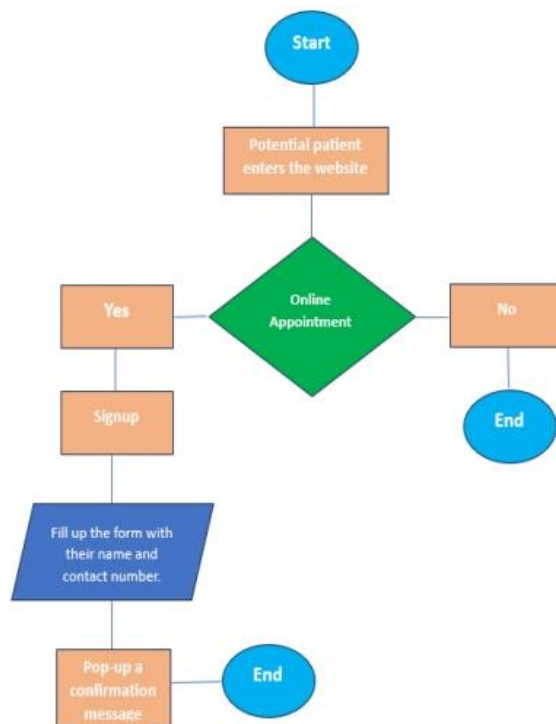 Start
Potential patient
enters the website
Online
Appointment
Yes
No
Signup
End
Fill up the form with
their name and
contact number.
Pop-up a
confirmation
message
End